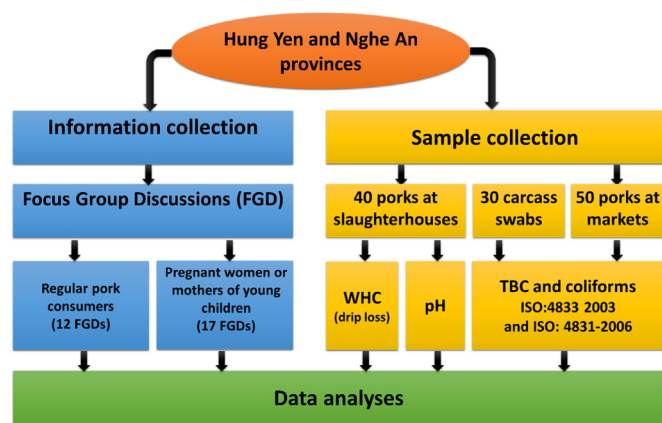 Hung Yen and Nghe An
provinces
Information collection
Sample collection
Focus Group Discussions (FGD)
40 porks at
slaughterhouses
30 carcass
swabs
50 porks at
markets
Regular pork
consumers
(12 FGDs)
Pregnant women or
mothers of young
children
(17 FGDs)
WHC
(drip loss)
pH
TBC and coliforms
ISO:4833 2003
and ISO: 4831-2006
Data analyses